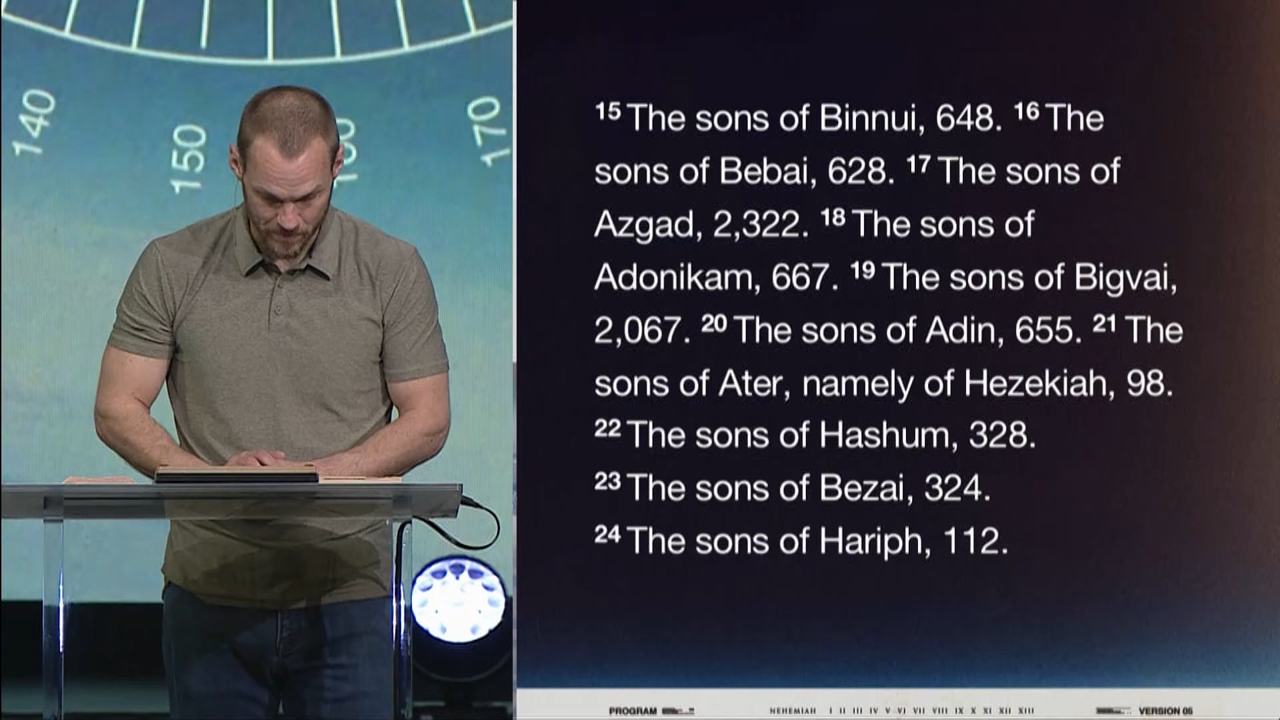 140
150
170
15 The sons of Binnui, 648. 16 The
sons of Bebai, 628. 17 The sons of
Azgad, 2,322. 18 The sons of
Adonikam, 667. 19 The sons of Bigvai,
2,067. 20 The sons of Adin, 655. 21 The
sons of Ater, namely of Hezekiah, 98.
22 The sons of Hashum, 328.
23 The sons of Bezai, 324.
24 The sons of Hariph, 112.
PROGRAM
NEHEMIAH I II III IV V VI VII VIII IX X XI XII XIII
VERSION 05